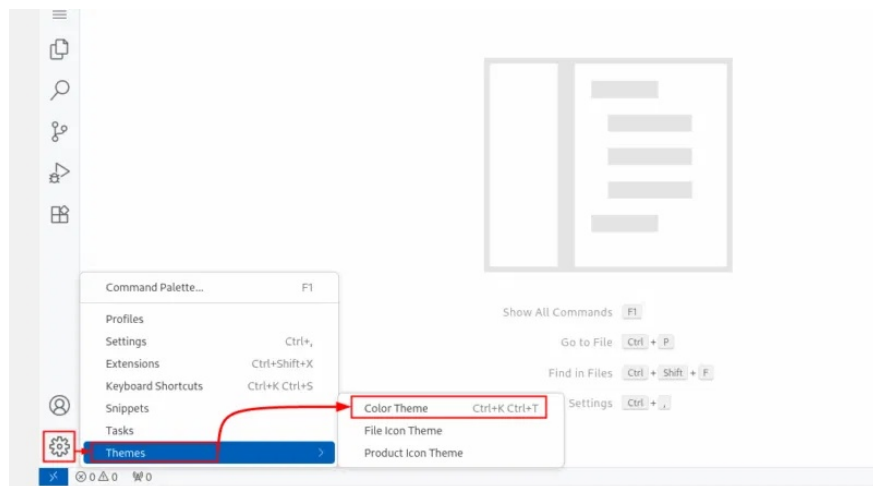 Command Palette... F1
Profiles
Settings Ctrl+,
Extensions Ctrl+Shift+X
Keyboard Shortcuts Ctrl+K Ctrl+S
Snippets
Tasks
Themes
Color Theme Ctrl+K Ctrl+T
File Icon Theme
Product Icon Theme
Show All Commands F1
Go to File Ctrl + P
Find in Files Ctrl + Shift + F
Settings Ctrl + ,
0 0 0